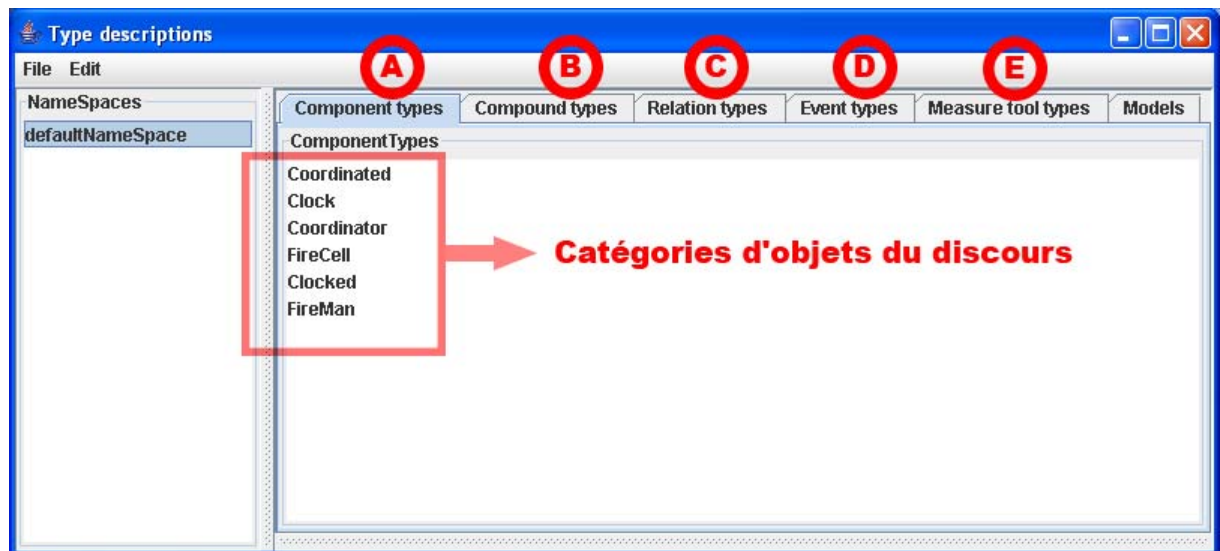 Type descriptions
File Edit
A B C D E
NameSpaces
defaultNameSpace
Component types Compound types Relation types Event types Measure tool types Models
ComponentTypes
Coordinated
Clock
Coordinator
FireCell
Clocked
FireMan
Catégories d'objets du discours